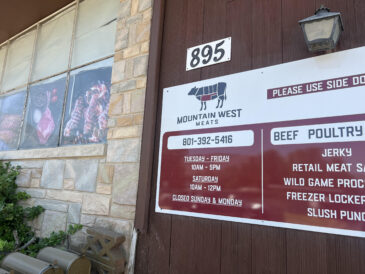 895
MOUNTAIN WEST
MEATS
801-392-5416
TUESDAY - FRIDAY
10AM - 5PM
SATURDAY
10AM - 12PM
CLOSED SUNDAY & MONDAY
PLEASE USE SIDE DO
BEEF POULTRY
JERKY
RETAIL MEAT SA
WILD GAME PROC
FREEZER LOCKER
SLUSH PUNC